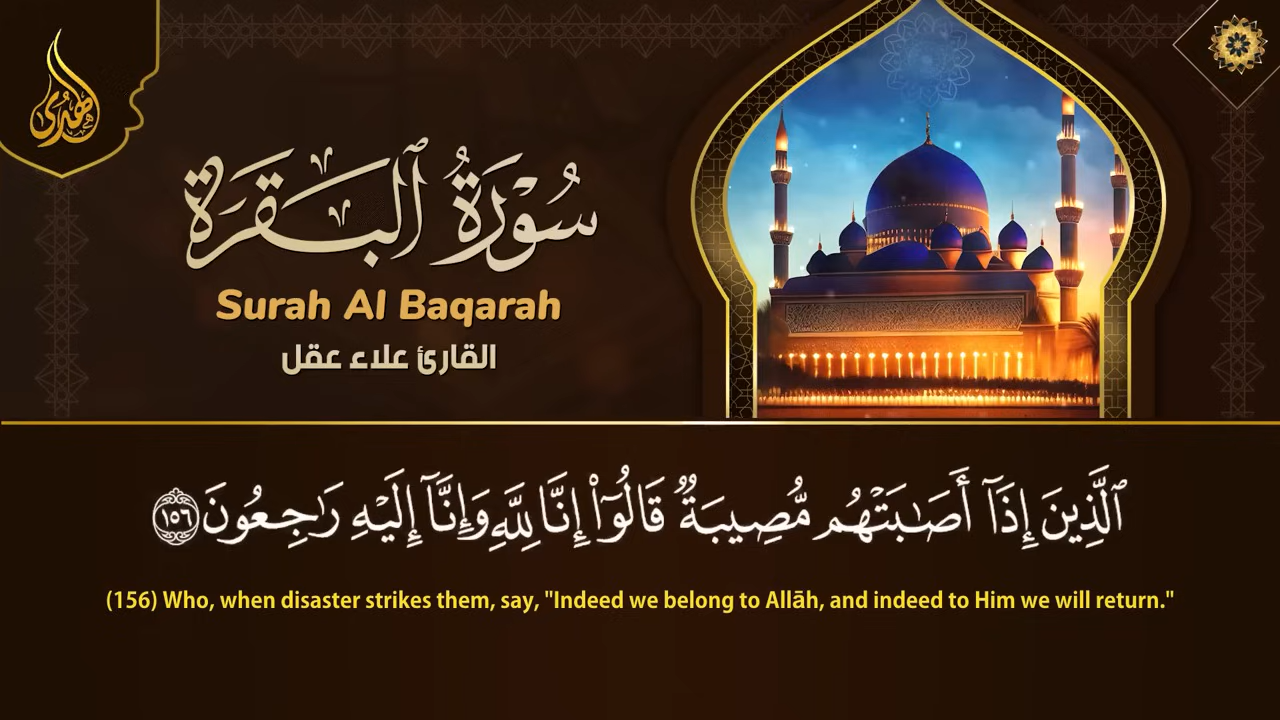 الهدى
سُورَةُ ٱلْبَقَرَة
Surah Al Baqarah
القارئ علاء عقل
ٱلَّذِينَ إِذَآ أَصَـٰبَتْهُم مُّصِيبَةٌ قَالُوٓا۟ إِنَّا لِلَّهِ وَإِنَّآ إِلَيْهِ رَٰجِعُونَ ١٥٦
(156) Who, when disaster strikes them, say, "Indeed we belong to Allāh, and indeed to Him we will return."